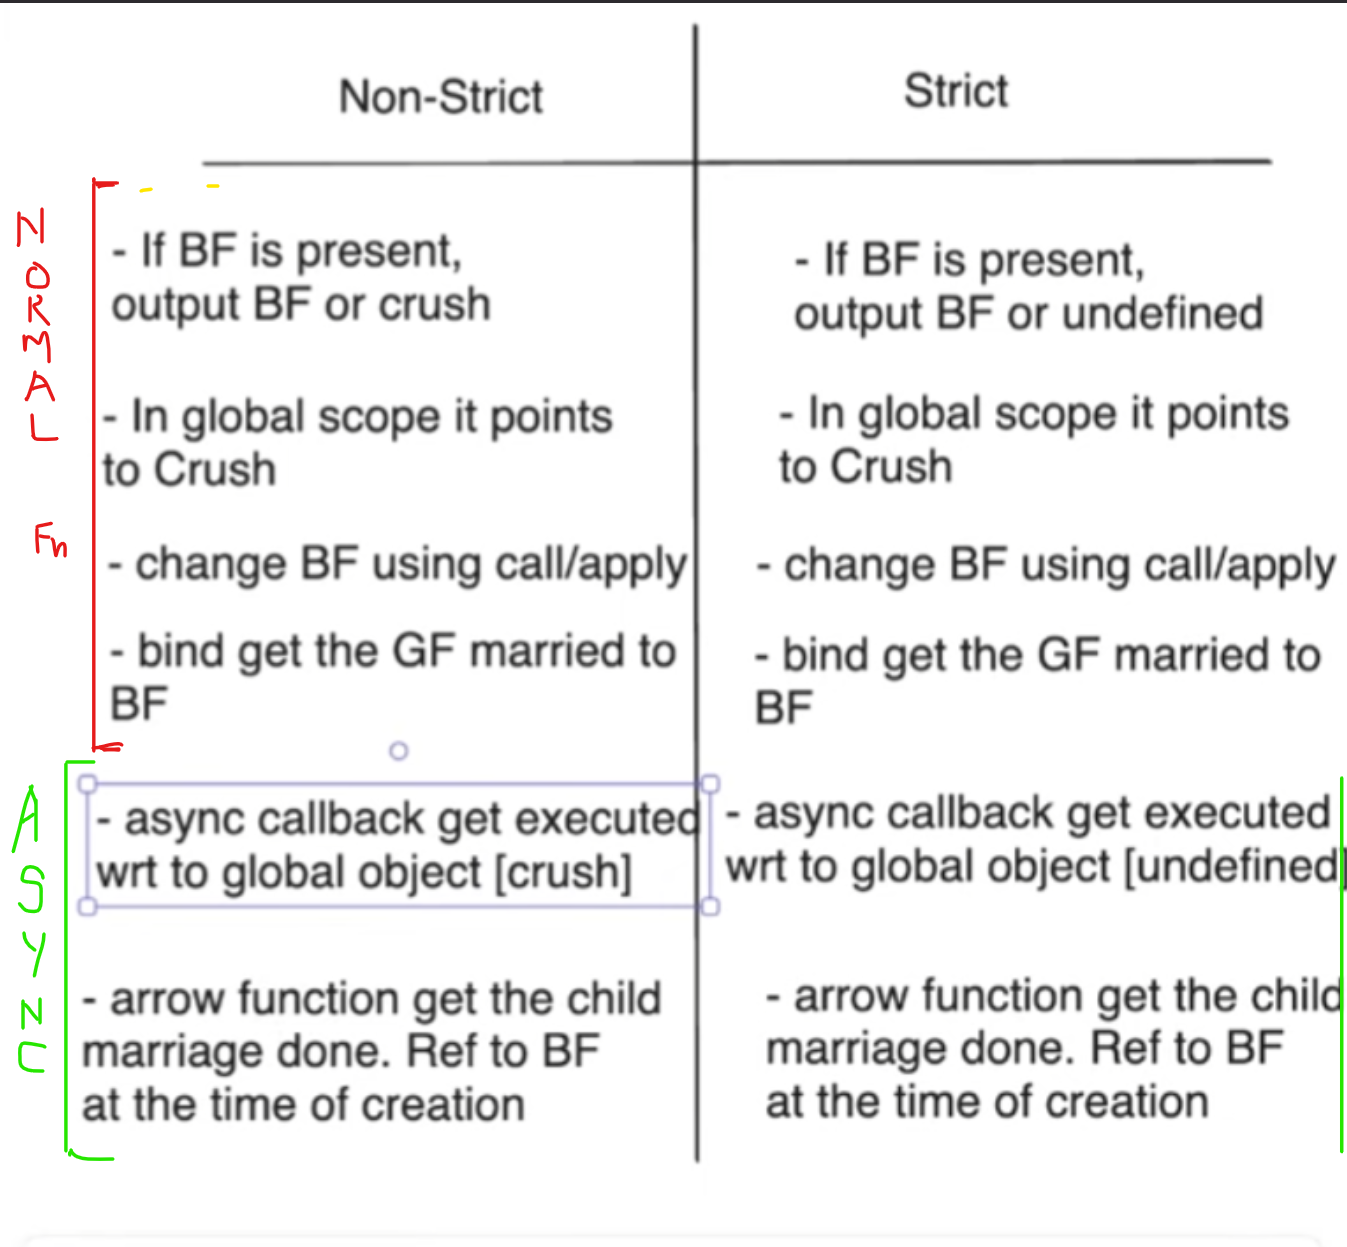 Non-Strict
Strict
NORMAL Fn
- If BF is present,
output BF or crush
- In global scope it points
to Crush
- change BF using call/apply
- bind get the GF married to
BF
- If BF is present,
output BF or undefined
- In global scope it points
to Crush
- change BF using call/apply
- bind get the GF married to
BF
ASYNC
- async callback get executed
wrt to global object [crush]
- arrow function get the child
marriage done. Ref to BF
at the time of creation
- async callback get executed
wrt to global object [undefined]
- arrow function get the child
marriage done. Ref to BF
at the time of creation